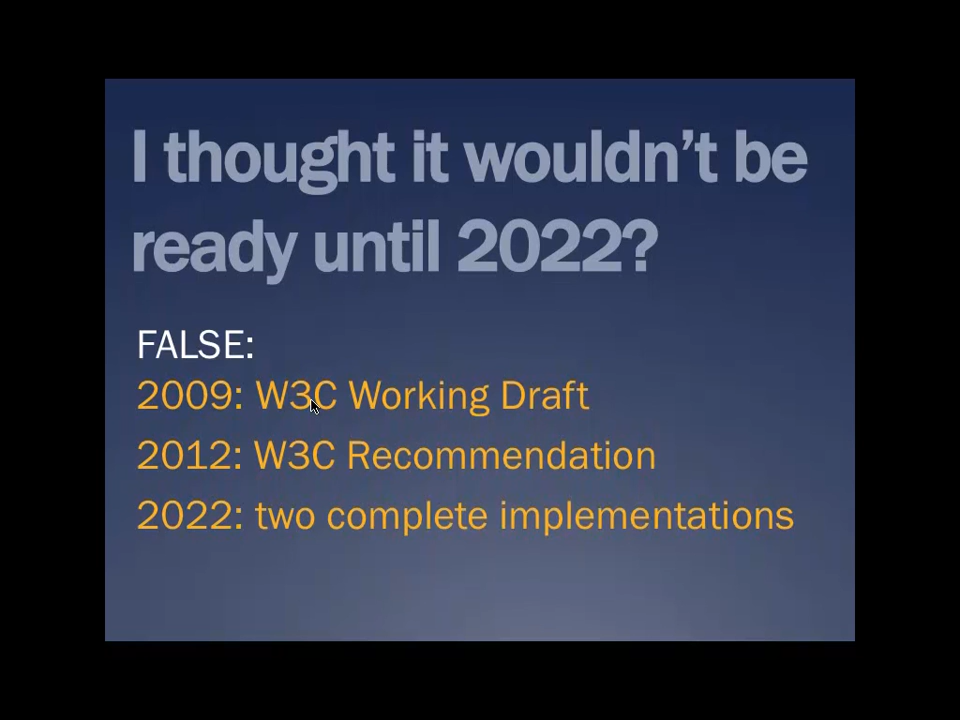 I thought it wouldn’t be
ready until 2022?
FALSE:
2009: W3C Working Draft
2012: W3C Recommendation
2022: two complete implementations